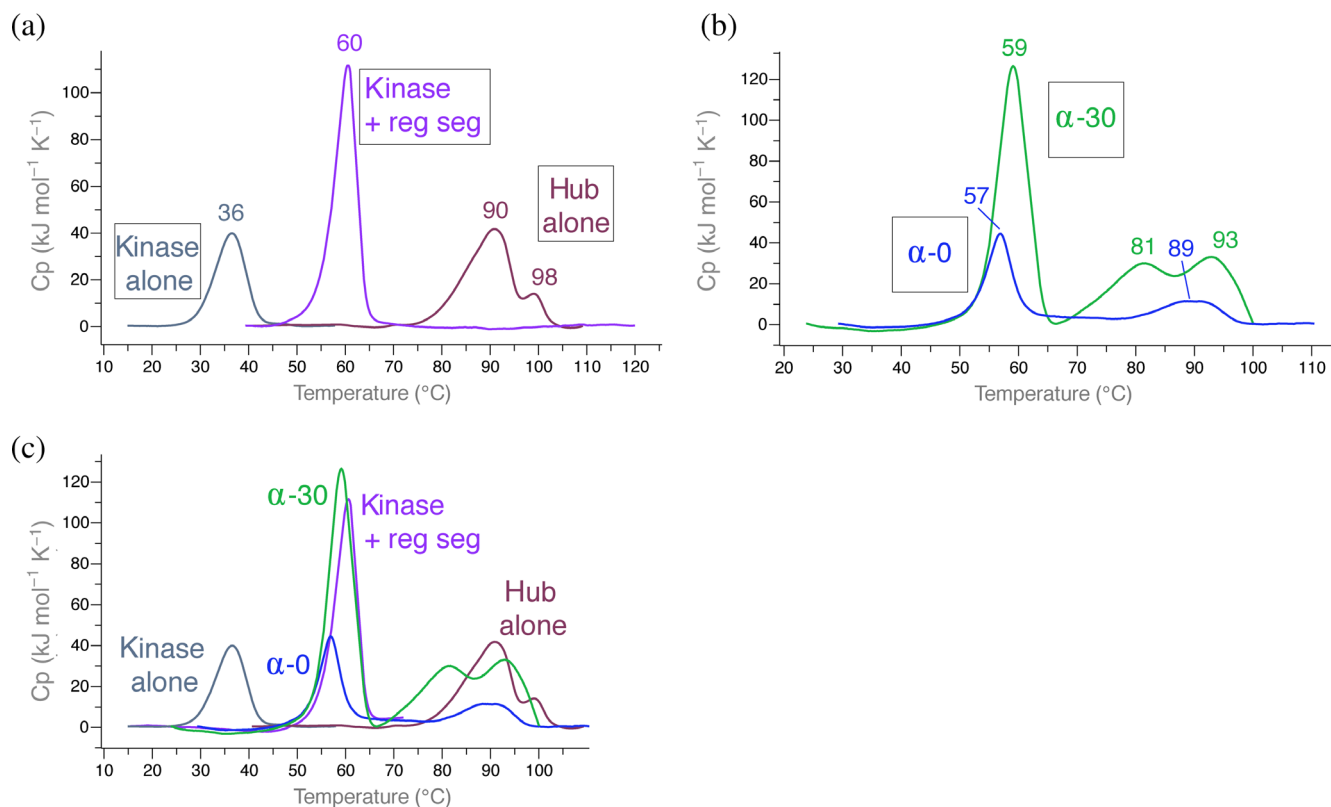 (a)
60
Kinase
+ reg seg
100
80
60
40
20
0
Cp (kJ mol⁻¹ K⁻¹)
36
Kinase
alone
90
98
Hub
alone
10 20 30 40 50 60 70 80 90 100 110 120
Temperature (°C)
(b)
59
α-30
120
100
80
60
40
20
0
Cp (kJ mol⁻¹ K⁻¹)
57
α-0
81
89
93
20 30 40 50 60 70 80 90 100 110
Temperature (°C)
(c)
α-30
Kinase
+ reg seg
120
100
80
60
40
20
0
Cp (kJ mol⁻¹ K⁻¹)
Kinase
alone
α-0
Hub
alone
10 20 30 40 50 60 70 80 90 100
Temperature (°C)